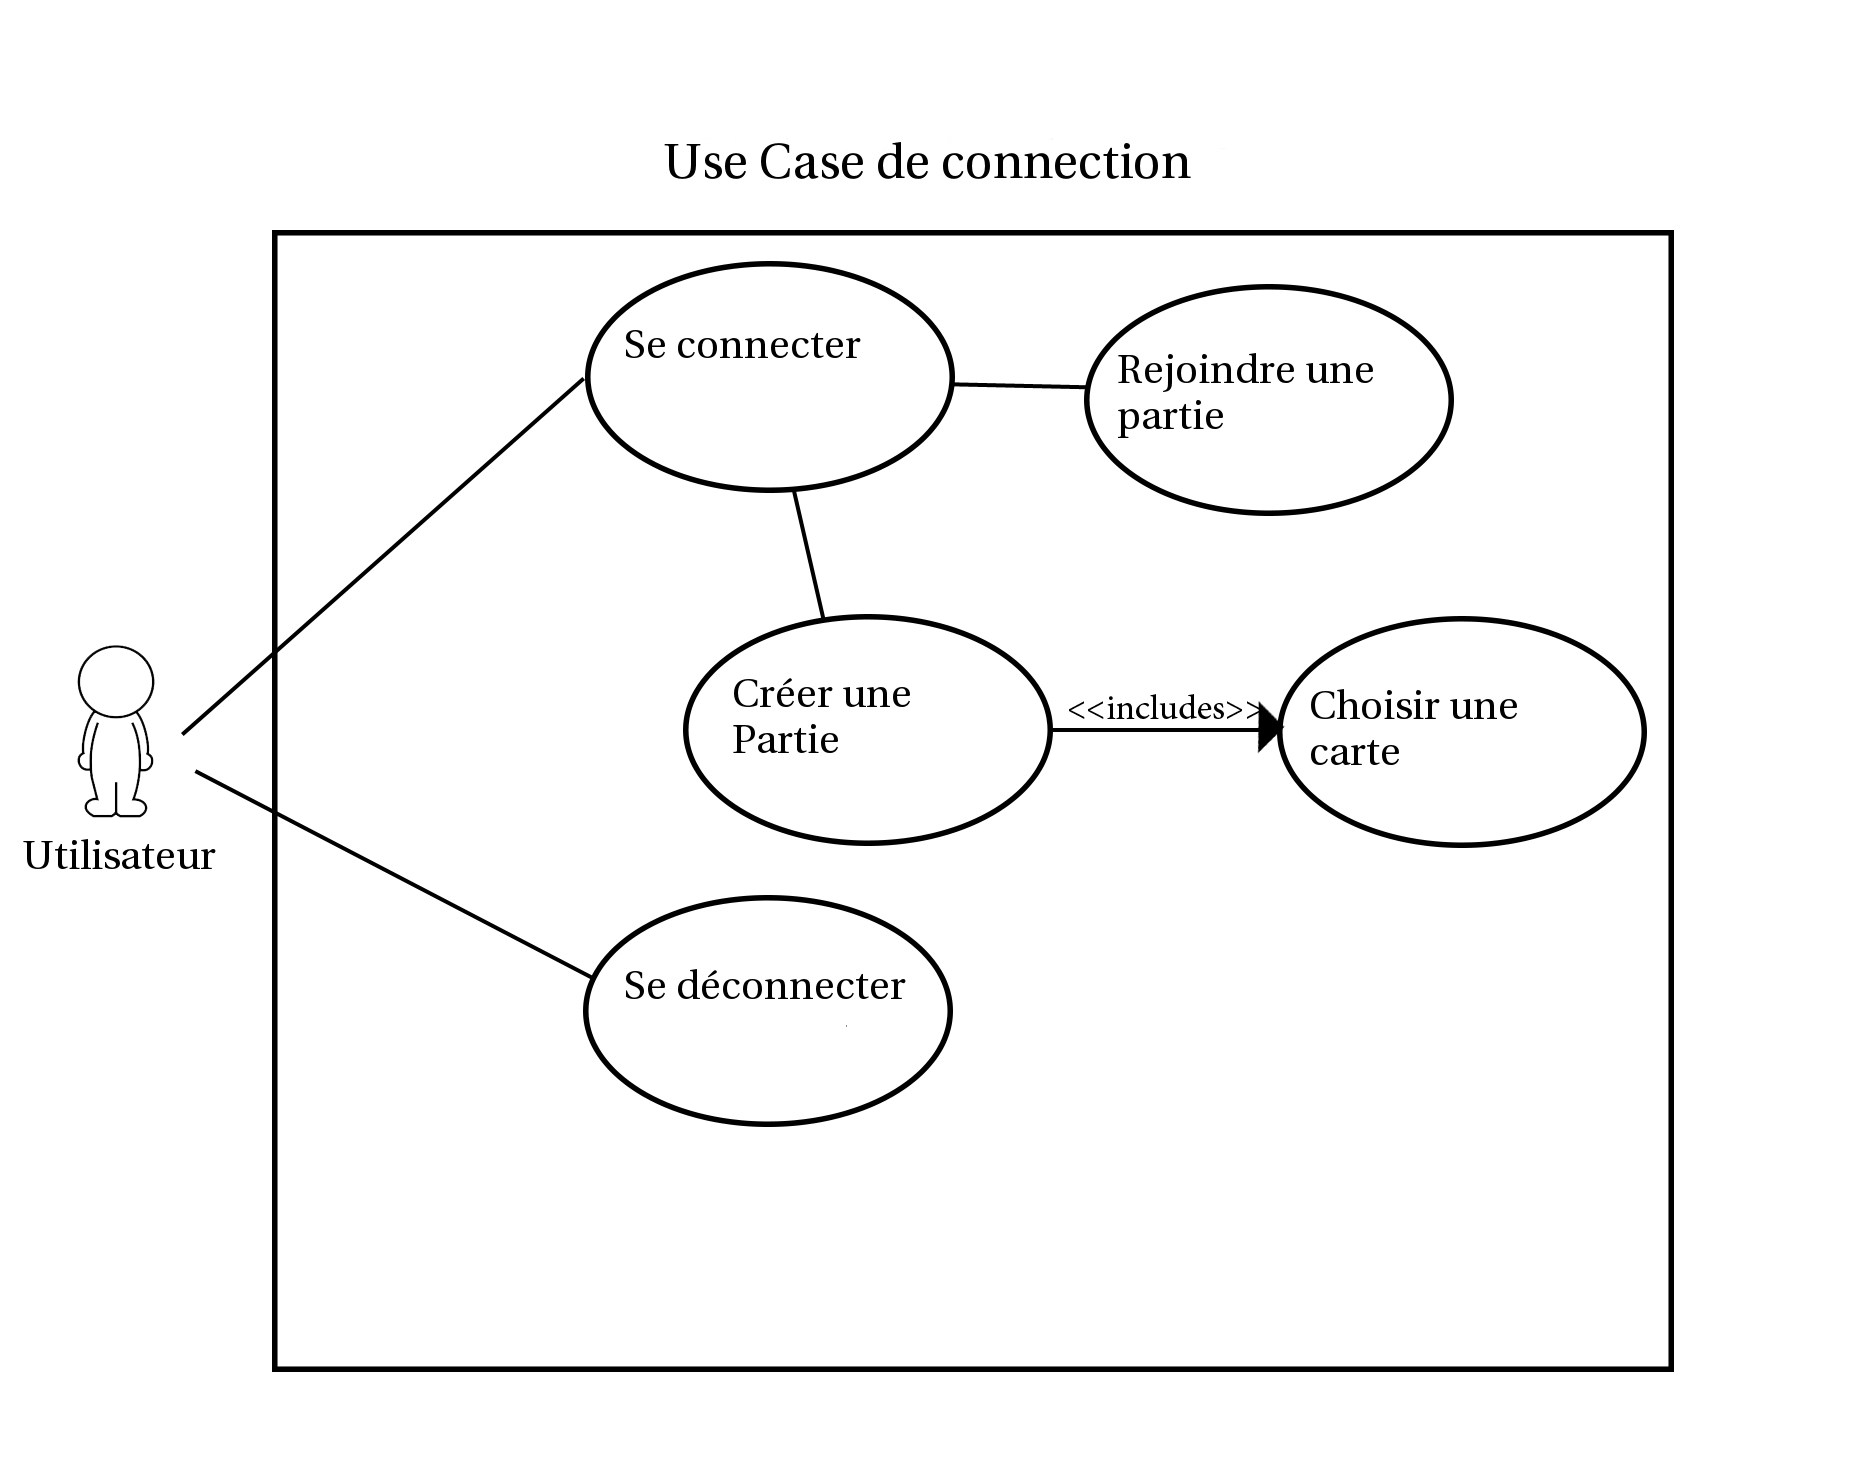 Use Case de connection
Se connecter
Rejoindre une
partie
Créer une
Partie
<<includes>>
Choisir une
carte
Utilisateur
Se déconnecter